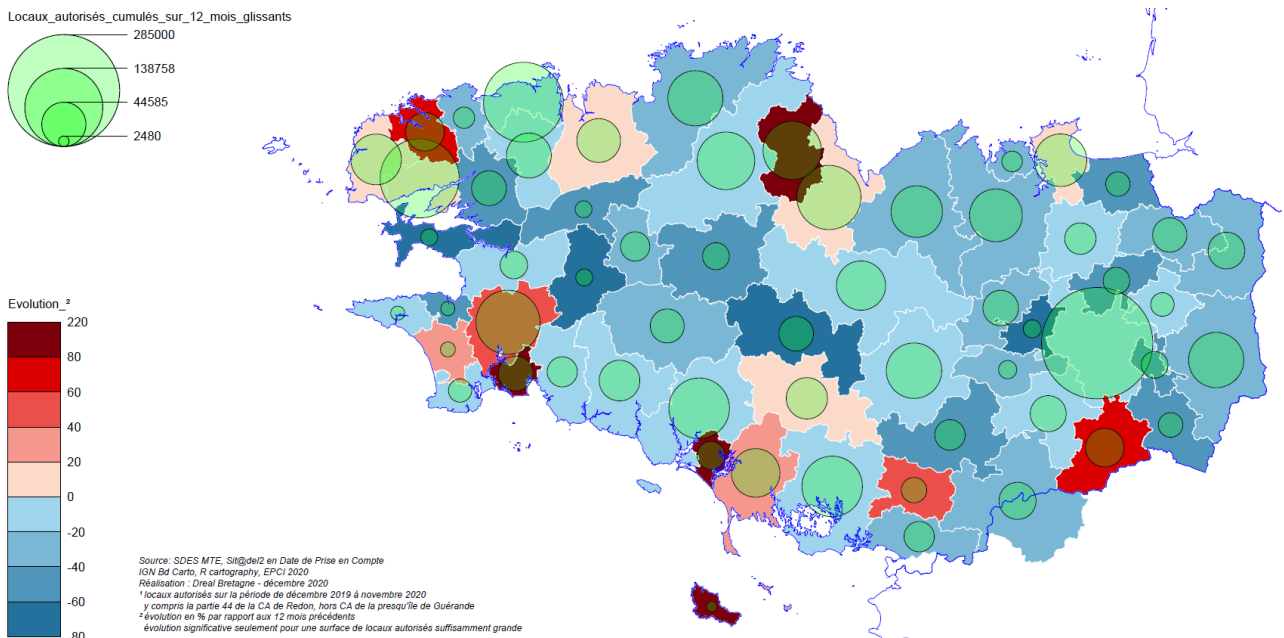 Locaux_autorisés_cumulés_sur_12_mois_glissants
285000
138758
44585
2480
Evolution_²
220
80
60
40
20
0
-20
-40
-60
-80
Source: SDES MTE, Sit@del2 en Date de Prise en Compte
IGN Bd Carto, R cartography, EPCI 2020
Réalisation : Dreal Bretagne - décembre 2020
¹ locaux autorisés sur la période de décembre 2019 à novembre 2020
y compris la partie 44 de la CA de Redon, hors CA de la presqu'île de Guérande
² évolution en % par rapport aux 12 mois précédents
évolution significative seulement pour une surface de locaux autorisés suffisamment grande